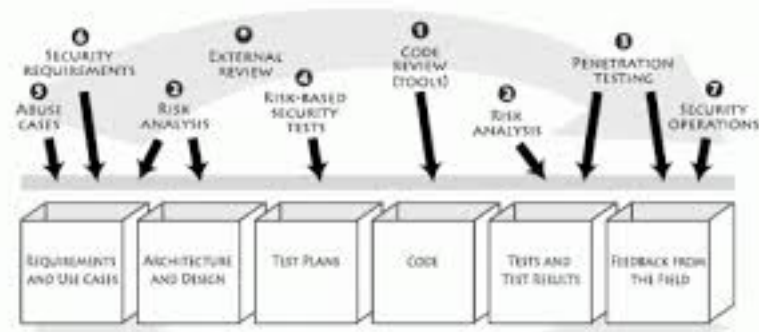 6
SECURITY
REQUIREMENTS
5
ABUSE
CASES
2
RISK
ANALYSIS
*
EXTERNAL
REVIEW
4
RISK-BASED
SECURITY
TESTS
1
CODE
REVIEW
(TOOLS)
2
RISK
ANALYSIS
3
PENETRATION
TESTING
7
SECURITY
OPERATIONS
REQUIREMENTS
AND USE CASES
ARCHITECTURE
AND DESIGN
TEST PLANS
CODE
TESTS AND
TEST RESULTS
FEEDBACK FROM
THE FIELD